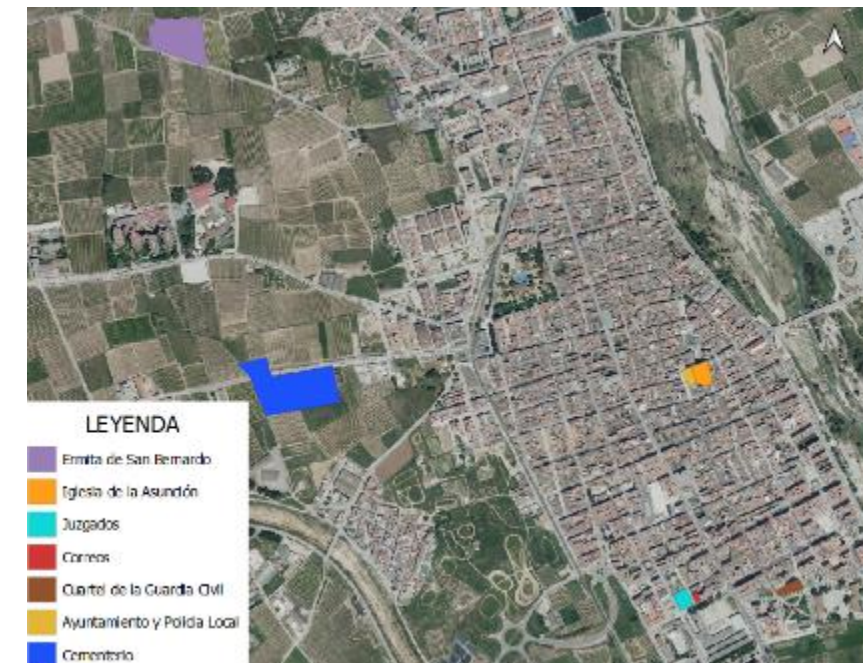 LEYENDA
Ermita de San Bernardo
Iglesia de la Asunción
Juzgados
Correos
Cuartel de la Guardia Civil
Ayuntamiento y Policia Local
Cementerio